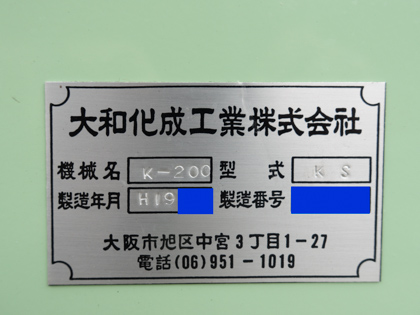 大和化成工業株式会社
機械名 K-200 型式 KS
製造年月 H19 製造番号
大阪市旭区中宮3丁目1-27
電話(06)951-1019